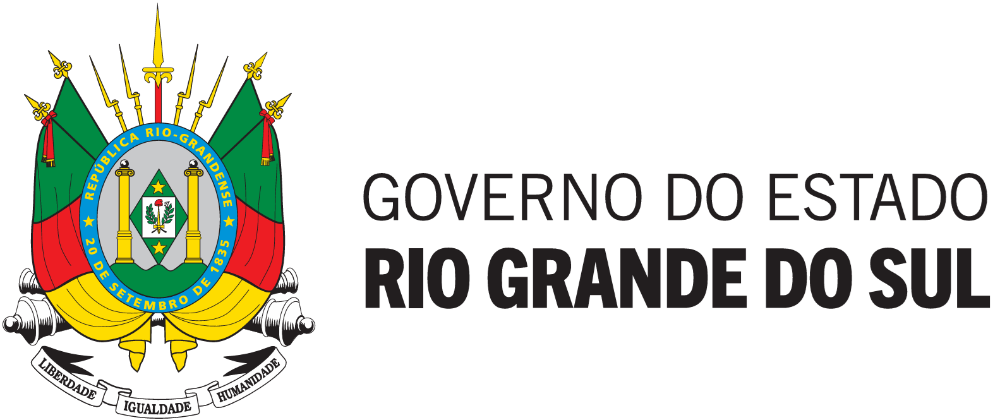 REPÚBLICA RIO-GRANDENSE
20 DE SETEMBRO DE 1835
LIBERDADE
IGUALDADE
HUMANIDADE
GOVERNO DO ESTADO
RIO GRANDE DO SUL